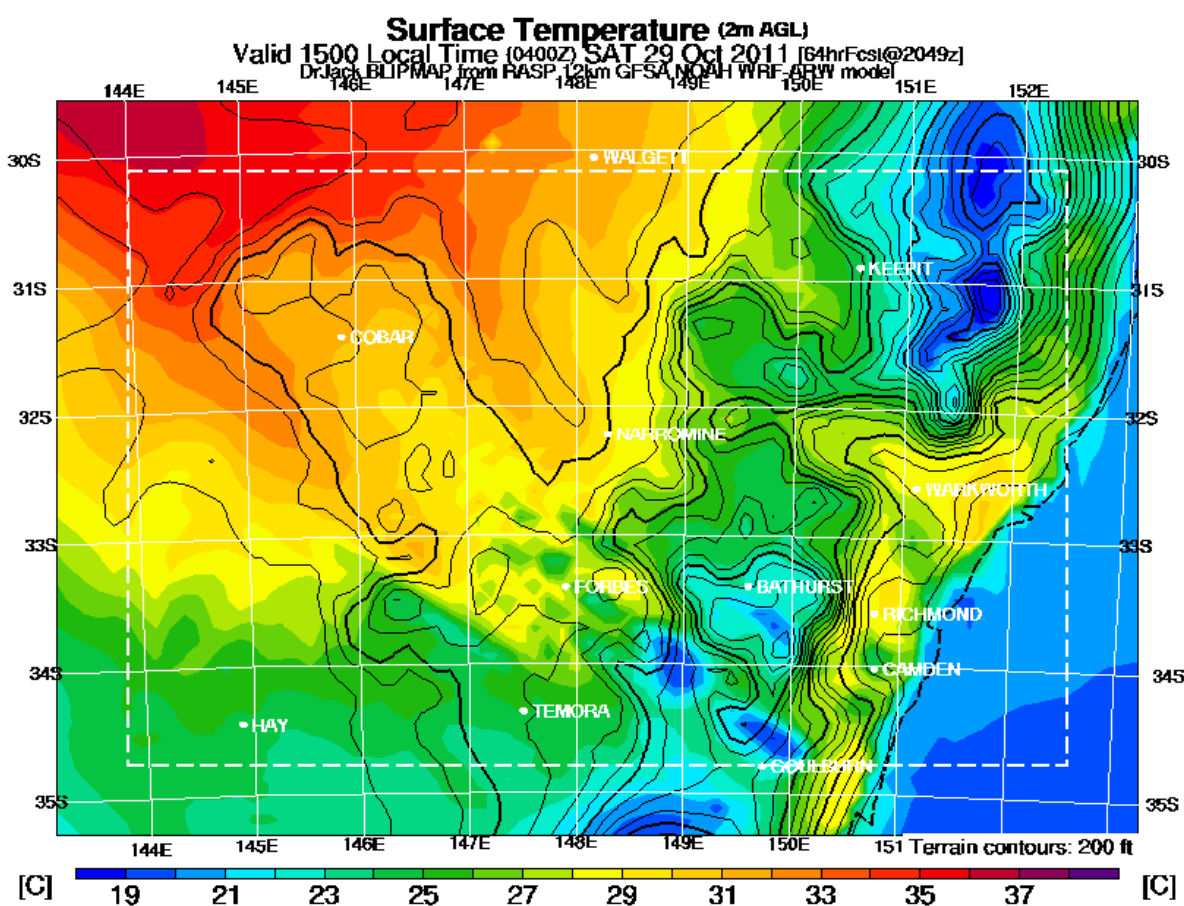 Surface Temperature (2m AGL)
Valid 1500 Local Time (0400Z) SAT 29 Oct 2011 [64hrFcst@2049z]
DrJack BLIPMAP from RASP 12km GFSA,NOAH WRF-ARW model
144E 145E 146E 147E 148E 149E 150E 151E 152E
30S WALGETT 30S
KEEPIT
31S 31S
COBAR
32S 32S
NARROMINE
WARKWORTH
33S 33S
FORBES BATHURST
RICHMOND
34S CAMDEN 34S
TEMORA
HAY
GOULBURN
35S 35S
144E 145E 146E 147E 148E 149E 150E 151 Terrain contours: 200 ft
[C] 19 21 23 25 27 29 31 33 35 37 [C]